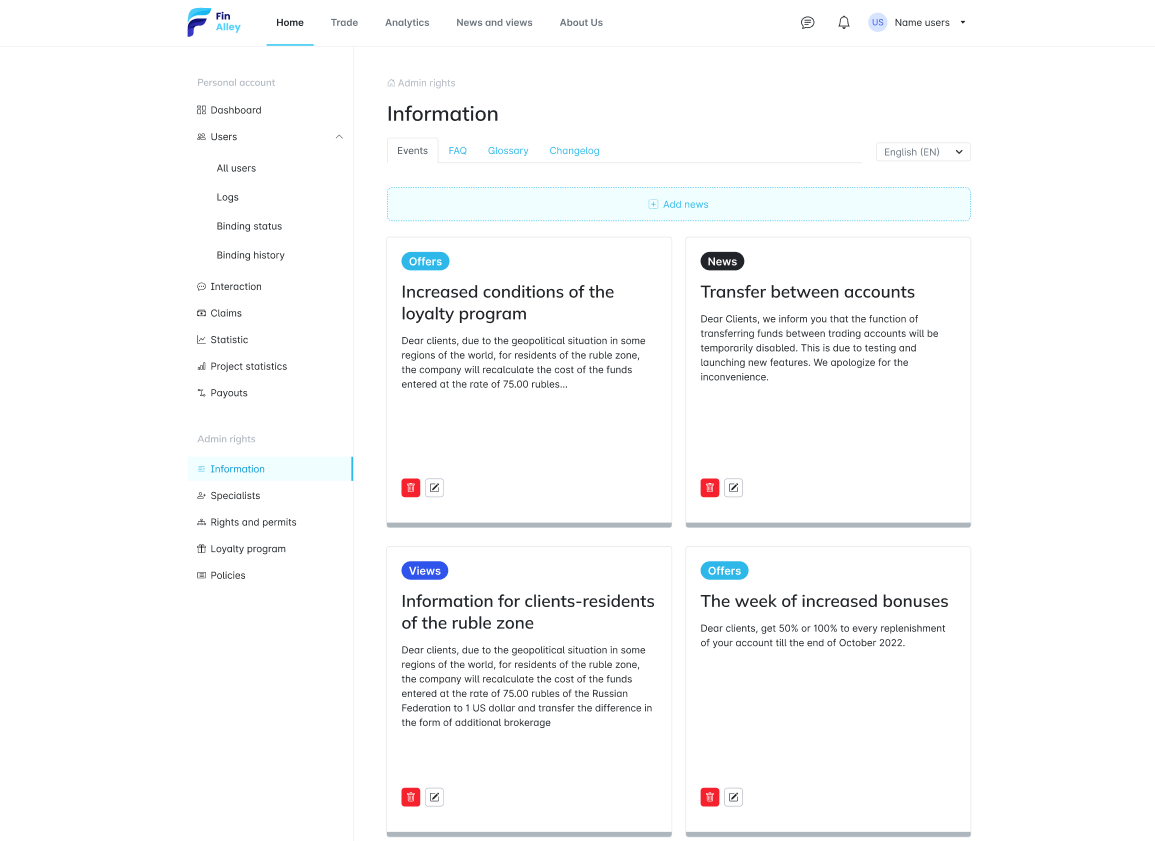 Fin
Alley
Home
Trade
Analytics
News and views
About Us
US
Name users
Personal account
Dashboard
Users
All users
Logs
Binding status
Binding history
Interaction
Claims
Statistic
Project statistics
Payouts
Admin rights
Information
Specialists
Rights and permits
Loyalty program
Policies
Admin rights
Information
Events
FAQ
Glossary
Changelog
English (EN)
Add news
Offers
Increased conditions of the
loyalty program
Dear clients, due to the geopolitical situation in some
regions of the world, for residents of the ruble zone,
the company will recalculate the cost of the funds
entered at the rate of 75.00 rubles...
News
Transfer between accounts
Dear Clients, we inform you that the function of
transferring funds between trading accounts will be
temporarily disabled. This is due to testing and
launching new features. We apologize for the
inconvenience.
Views
Information for clients-residents
of the ruble zone
Dear clients, due to the geopolitical situation in some
regions of the world, for residents of the ruble zone,
the company will recalculate the cost of the funds
entered at the rate of 75.00 rubles of the Russian
Federation to 1 US dollar and transfer the difference in
the form of additional brokerage
Offers
The week of increased bonuses
Dear clients, get 50% or 100% to every replenishment
of your account till the end of October 2022.